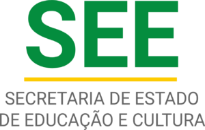 SEE
SECRETARIA DE ESTADO
DE EDUCAÇÃO E CULTURA